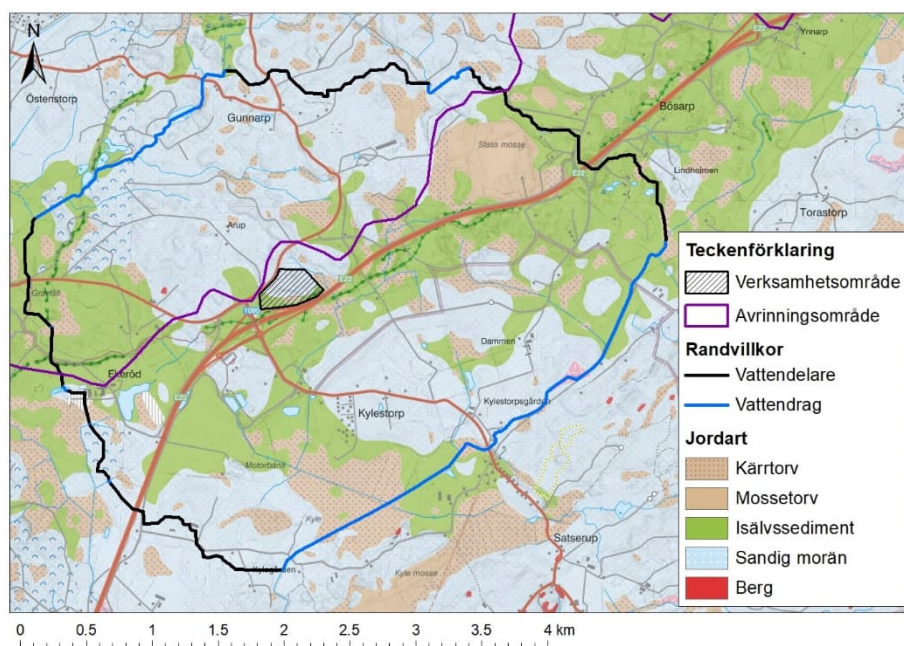 N
Ynnarp
Östenstorp
Gunnarp
Bösarp
Stass mosse
E22
E22
Lindholmen
Torastorp
Arup
E22
Dammen
Ekeröd
E22
Kylestorp
Kylestorpsgården
Motorbana
Kyle
Satserup
Kyle mosse
Teckenförklaring
Verksamhetsområde
Avrinningsområde
Randvillkor
Vattendelare
Vattendrag
Jordart
Kärrtorv
Mossetorv
Isälvssediment
Sandig morän
Berg
0 0.5 1 1.5 2 2.5 3 3.5 4 km